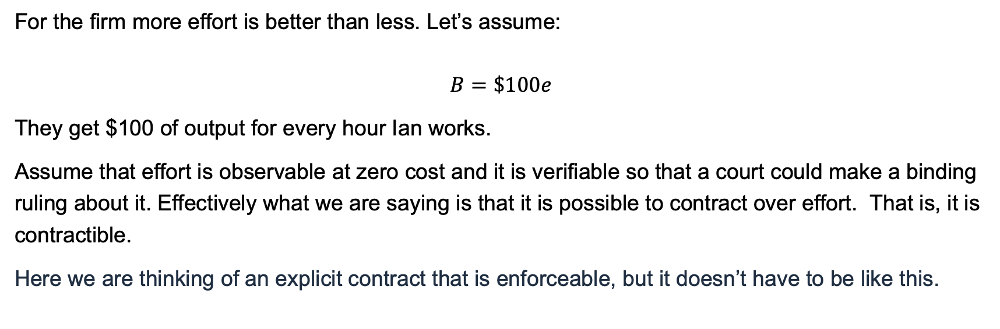 For the firm more effort is better than less. Let’s assume:
B = $100e
They get $100 of output for every hour Ian works.
Assume that effort is observable at zero cost and it is verifiable so that a court could make a binding
ruling about it. Effectively what we are saying is that it is possible to contract over effort.  That is, it is
contractible.
Here we are thinking of an explicit contract that is enforceable, but it doesn’t have to be like this.